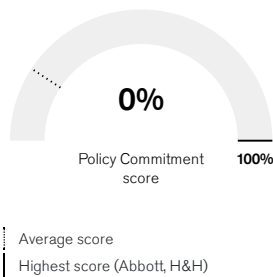 0%
Policy Commitment
score
100%
Average score
Highest score (Abbott, H&H)